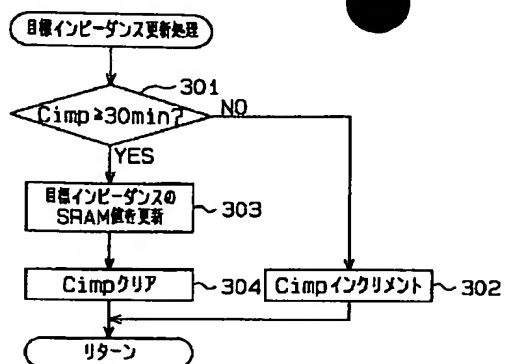 目標インピーダンス更新処理
301
Cimp≧30min?
NO
YES
目標インピーダンスの
SRAM値を更新
303
Cimpクリア
304
Cimpインクリメント
302
リターン